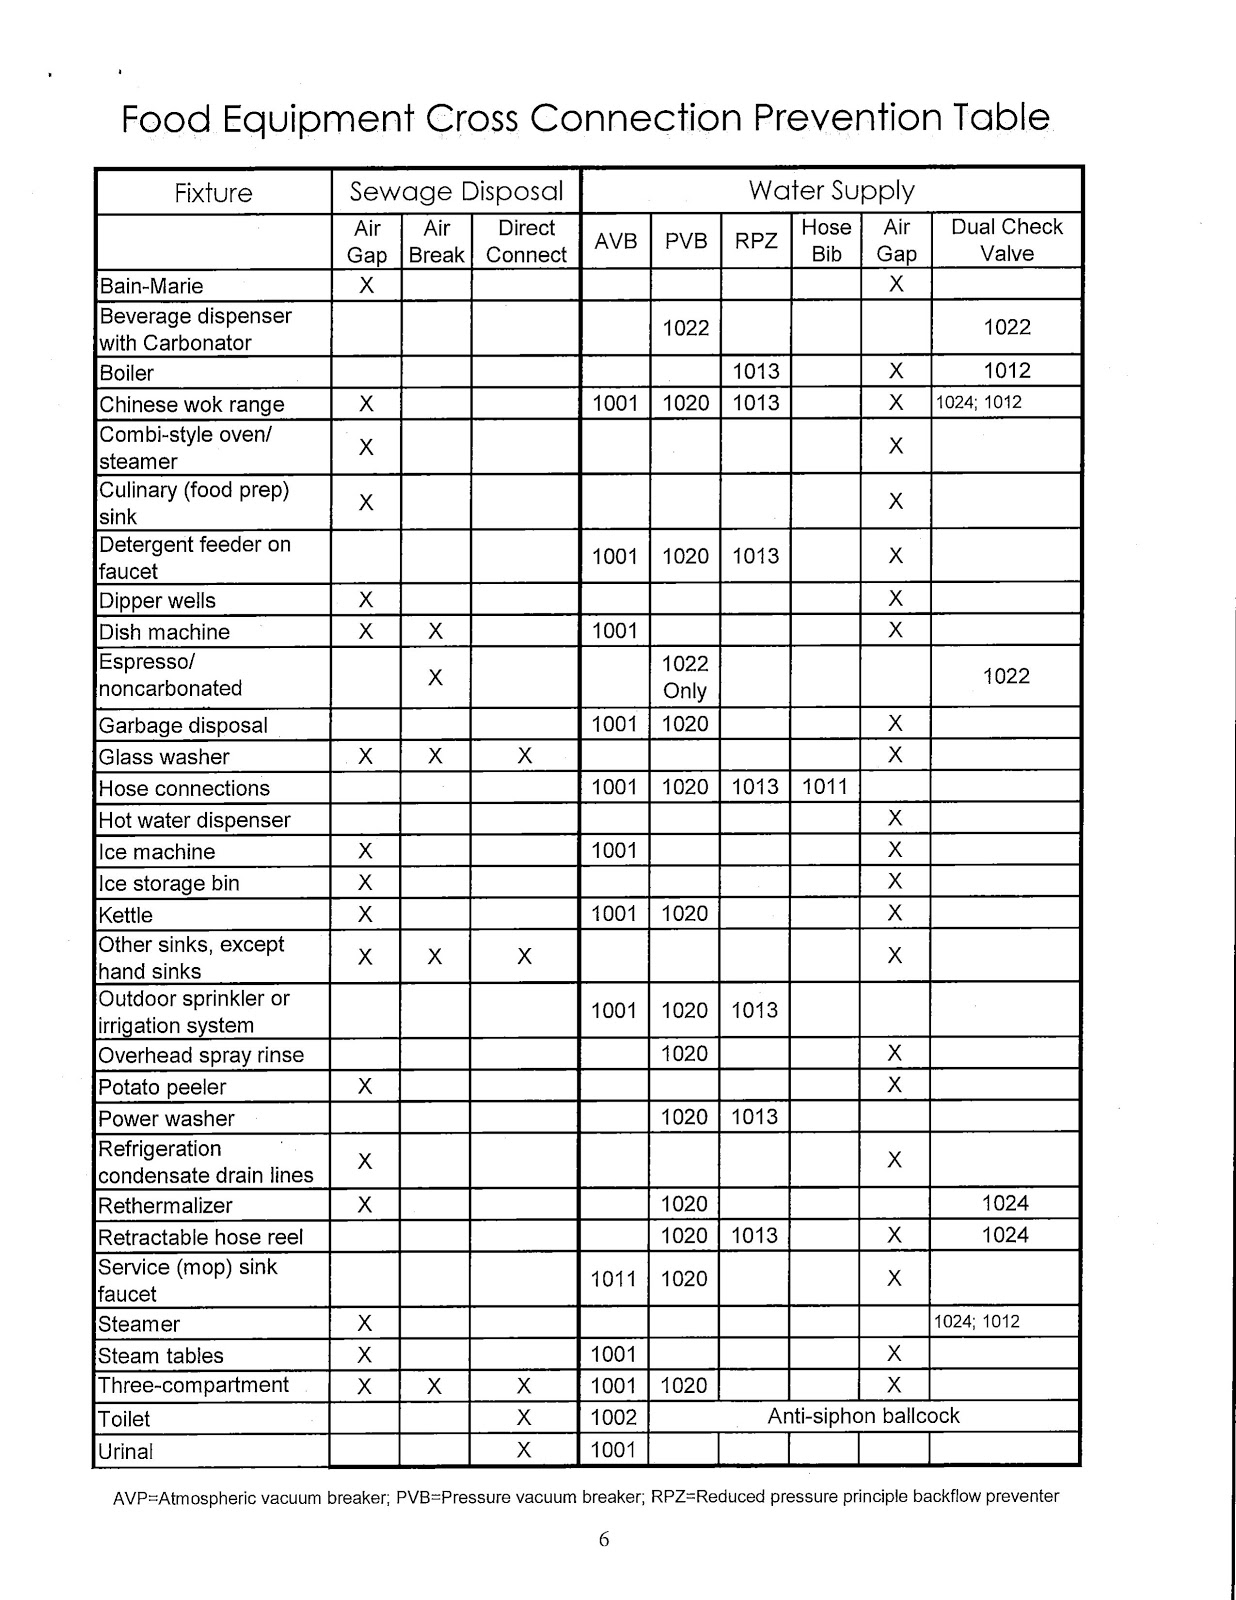 Food Equipment Cross Connection Prevention Table
Fixture Sewage Disposal Water Supply
Air Gap Air Break Direct Connect AVB PVB RPZ Hose Bib Air Gap Dual Check Valve
Bain-Marie X X
Beverage dispenser with Carbonator 1022 1022
Boiler 1013 X 1012
Chinese wok range X 1001 1020 1013 X 1024; 1012
Combi-style oven/ steamer X X
Culinary (food prep) sink X X
Detergent feeder on faucet 1001 1020 1013 X
Dipper wells X X
Dish machine X X 1001 X
Espresso/ noncarbonated X 1022 Only 1022
Garbage disposal 1001 1020 X
Glass washer X X X X
Hose connections 1001 1020 1013 1011
Hot water dispenser X
Ice machine X 1001 X
Ice storage bin X X
Kettle X 1001 1020 X
Other sinks, except hand sinks X X X X
Outdoor sprinkler or irrigation system 1001 1020 1013
Overhead spray rinse 1020 X
Potato peeler X X
Power washer 1020 1013
Refrigeration condensate drain lines X X
Rethermalizer X 1020 1024
Retractable hose reel 1020 1013 X 1024
Service (mop) sink faucet 1011 1020 X
Steamer X 1024; 1012
Steam tables X 1001 X
Three-compartment X X X 1001 1020 X
Toilet X 1002 Anti-siphon ballcock
Urinal X 1001
AVP=Atmospheric vacuum breaker; PVB=Pressure vacuum breaker; RPZ=Reduced pressure principle backflow preventer
6